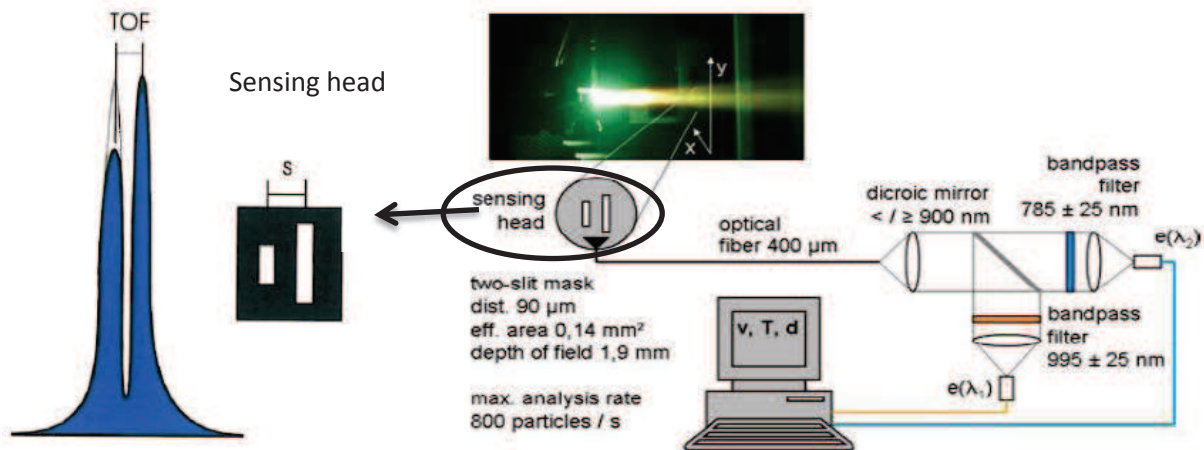 TOF
Sensing head
S
y
x
sensing
head
two-slit mask
dist. 90 µm
eff. area 0,14 mm²
depth of field 1,9 mm
max. analysis rate
800 particles / s
optical
fiber 400 µm
dicroic mirror
< / ≥ 900 nm
bandpass
filter
785 ± 25 nm
e(λ₂)
bandpass
filter
995 ± 25 nm
e(λ₁)
v, T, d